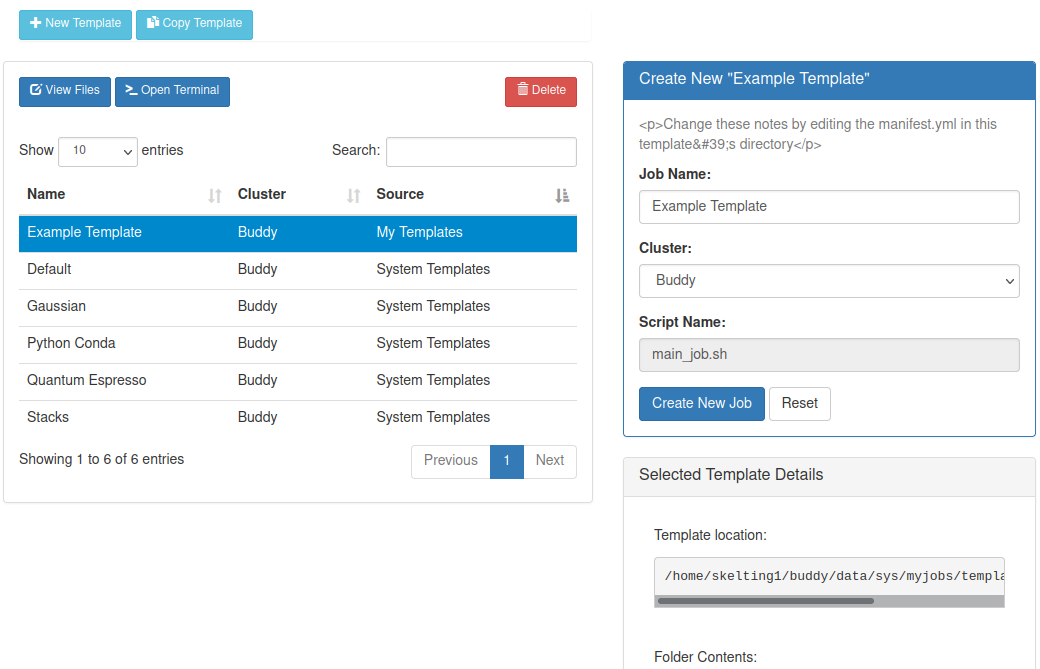 New Template Copy Template
View Files Open Terminal Delete
Show 10 entries Search:
Name Cluster Source
Example Template Buddy My Templates
Default Buddy System Templates
Gaussian Buddy System Templates
Python Conda Buddy System Templates
Quantum Espresso Buddy System Templates
Stacks Buddy System Templates
Showing 1 to 6 of 6 entries Previous 1 Next
Create New "Example Template"
<p>Change these notes by editing the manifest.yml in this
template&#39;s directory</p>
Job Name:
Example Template
Cluster:
Buddy
Script Name:
main_job.sh
Create New Job Reset
Selected Template Details
Template location:
/home/skelting1/buddy/data/sys/myjobs/templa
Folder Contents: